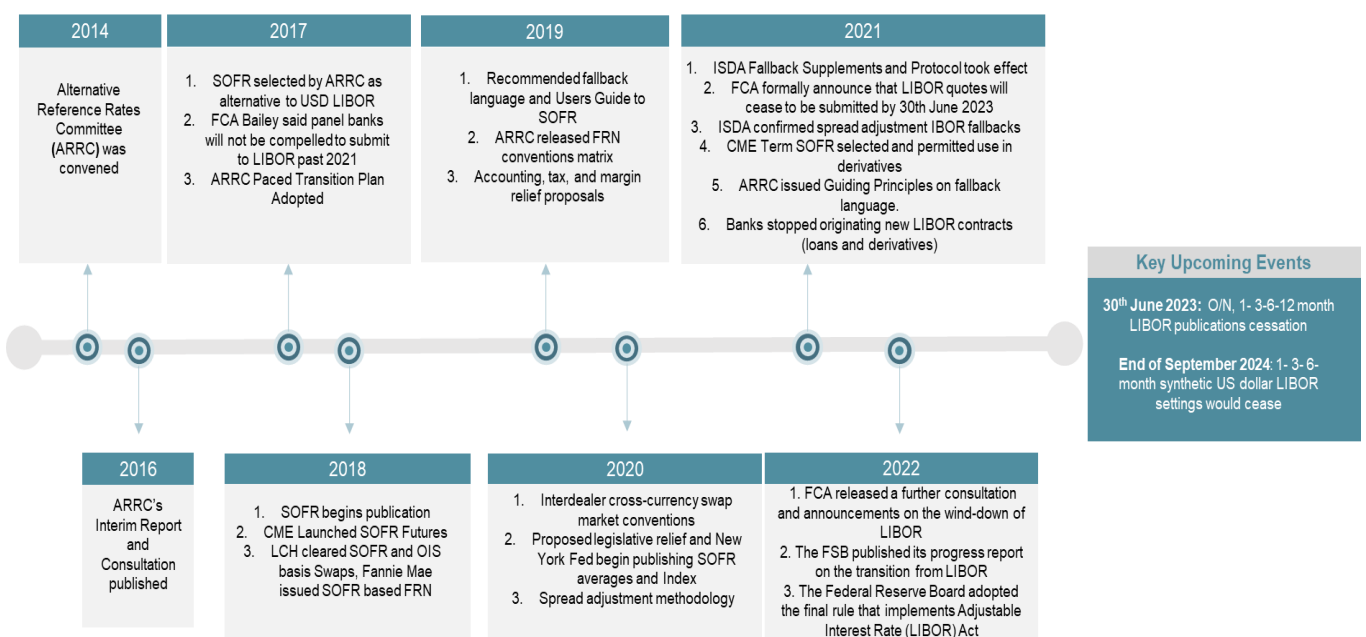 2014
Alternative
Reference Rates
Committee
(ARRC) was
convened
2017
1. SOFR selected by ARRC as
alternative to USD LIBOR
2. FCA Bailey said panel banks
will not be compelled to submit
to LIBOR past 2021
3. ARRC Paced Transition Plan
Adopted
2019
1. Recommended fallback
language and Users Guide to
SOFR
2. ARRC released FRN
conventions matrix
3. Accounting, tax, and margin
relief proposals
2021
1. ISDA Fallback Supplements and Protocol took effect
2. FCA formally announce that LIBOR quotes will
cease to be submitted by 30th June 2023
3. ISDA confirmed spread adjustment IBOR fallbacks
4. CME Term SOFR selected and permitted use in
derivatives
5. ARRC issued Guiding Principles on fallback
language.
6. Banks stopped originating new LIBOR contracts
(loans and derivatives)
Key Upcoming Events
30th June 2023: O/N, 1- 3-6-12 month
LIBOR publications cessation
End of September 2024: 1- 3- 6-
month synthetic US dollar LIBOR
settings would cease
2016
ARRC's
Interim Report
and
Consultation
published
2018
1. SOFR begins publication
2. CME Launched SOFR Futures
3. LCH cleared SOFR and OIS
basis Swaps, Fannie Mae
issued SOFR based FRN
2020
1. Interdealer cross-currency swap
market conventions
2. Proposed legislative relief and New
York Fed begin publishing SOFR
averages and Index
3. Spread adjustment methodology
2022
1. FCA released a further consultation
and announcements on the wind-down of
LIBOR
2. The FSB published its progress report
on the transition from LIBOR
3. The Federal Reserve Board adopted
the final rule that implements Adjustable
Interest Rate (LIBOR) Act